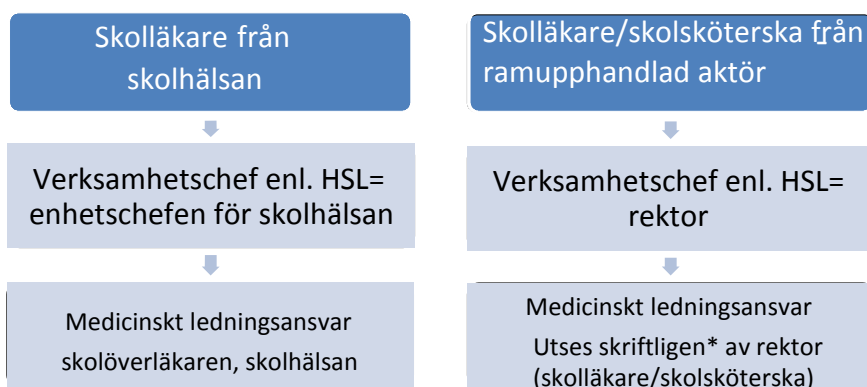 Skolläkare från
skolhälsan
Verksamhetschef enl. HSL=
enhetschefen för skolhälsan
Medicinskt ledningsansvar
skolöverläkaren, skolhälsan
Skolläkare/skolsköterska från
ramupphandlad aktör
Verksamhetschef enl. HSL=
rektor
Medicinskt ledningsansvar
Utses skriftligen* av rektor
(skolläkare/skolsköterska)